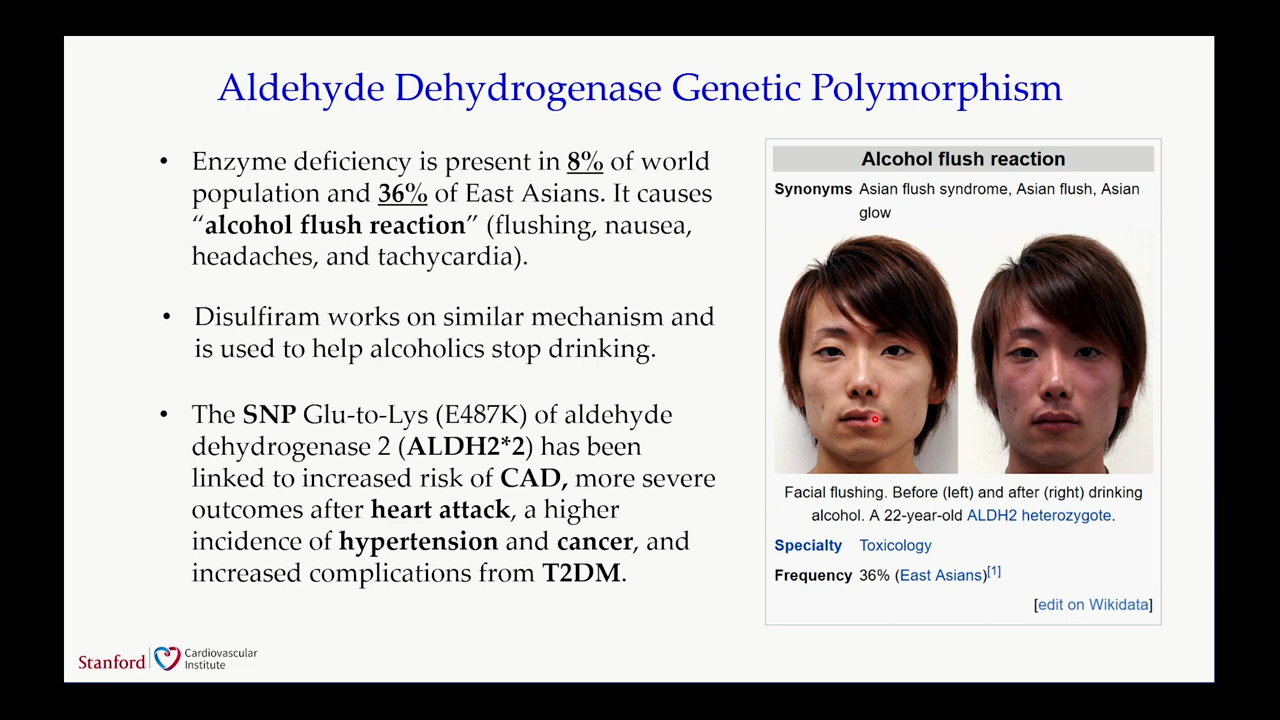 Aldehyde Dehydrogenase Genetic Polymorphism
• Enzyme deficiency is present in 8% of world
population and 36% of East Asians. It causes
“alcohol flush reaction” (flushing, nausea,
headaches, and tachycardia).
• Disulfiram works on similar mechanism and
is used to help alcoholics stop drinking.
• The SNP Glu-to-Lys (E487K) of aldehyde
dehydrogenase 2 (ALDH2*2) has been
linked to increased risk of CAD, more severe
outcomes after heart attack, a higher
incidence of hypertension and cancer, and
increased complications from T2DM.
Alcohol flush reaction
Synonyms Asian flush syndrome, Asian flush, Asian
glow
Facial flushing. Before (left) and after (right) drinking
alcohol. A 22-year-old ALDH2 heterozygote.
Specialty Toxicology
Frequency 36% (East Asians)[1]
[edit on Wikidata]
Stanford Cardiovascular
Institute